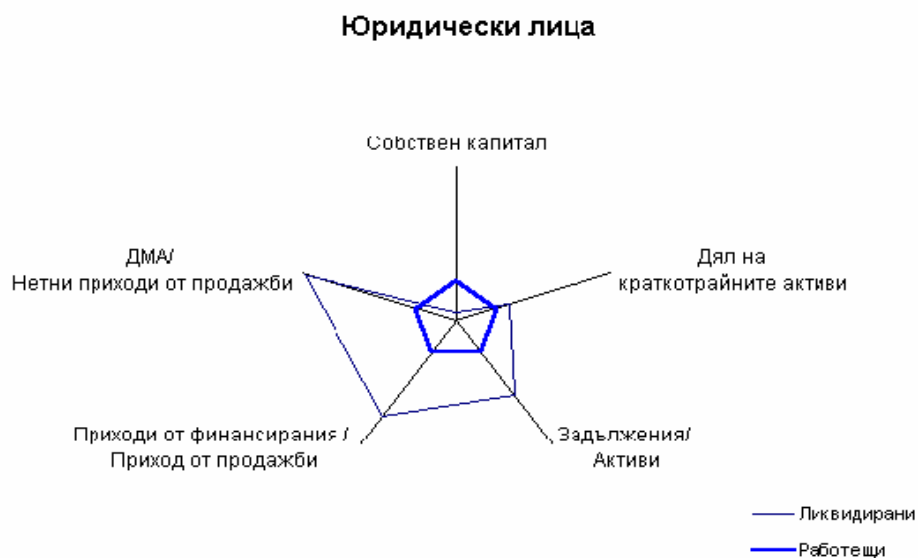 Юридически лица
Собствен капитал
ДМА/
Нетни приходи от продажби
Дял на
краткотрайните активи
Приходи от финансирания /
Приход от продажби
Задължения/
Активи
Ликвидирани
Работещи